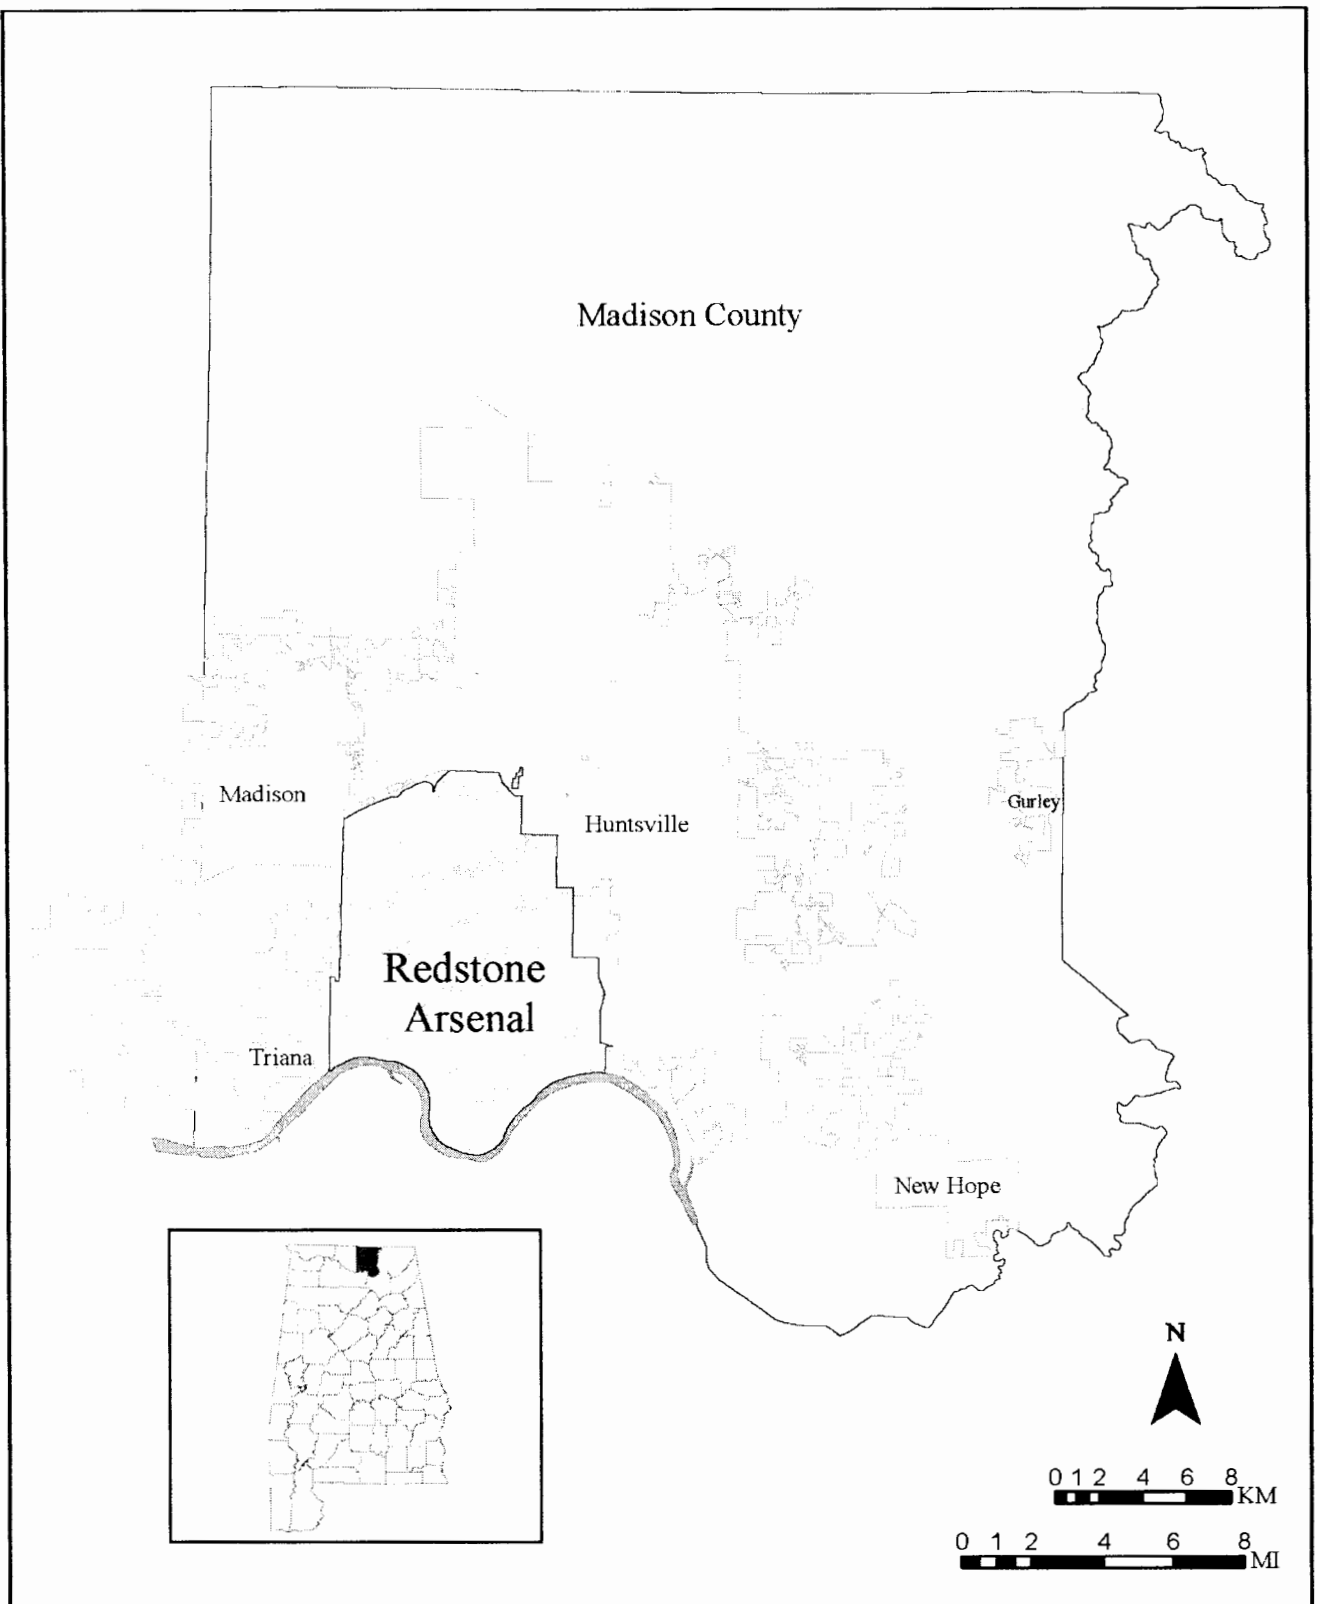 Madison County
Madison
Huntsville
Gurley
Redstone
Arsenal
Triana
New Hope
N
0 1 2 4 6 8
KM
0 1 2 4 6 8
MI